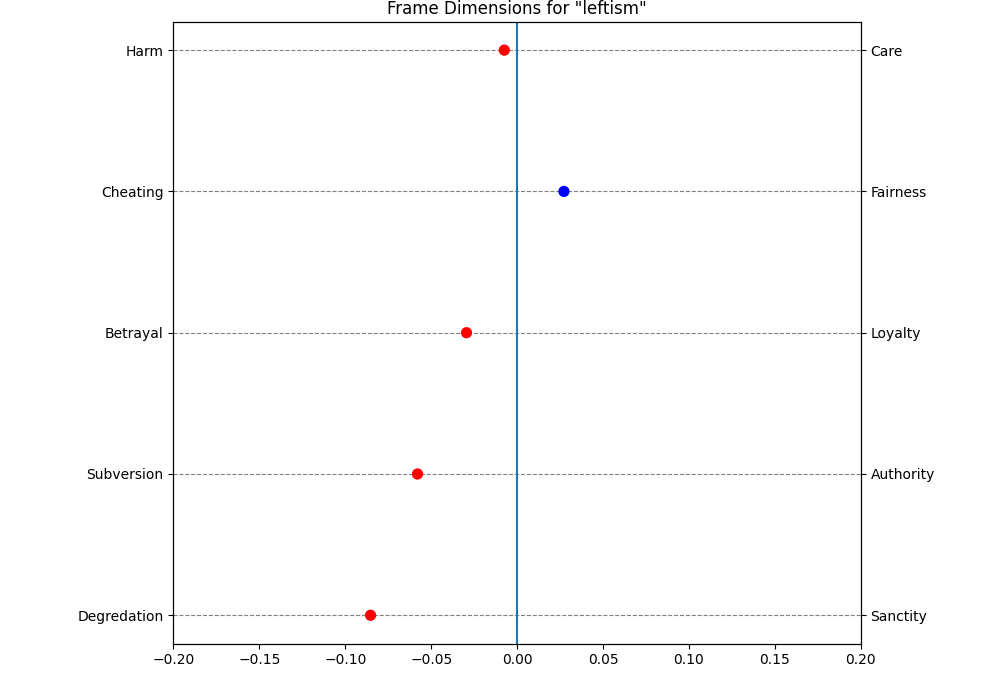 Frame Dimensions for "leftism"
Harm Care
Cheating Fairness
Betrayal Loyalty
Subversion Authority
Degredation Sanctity
−0.20 −0.15 −0.10 −0.05 0.00 0.05 0.10 0.15 0.20